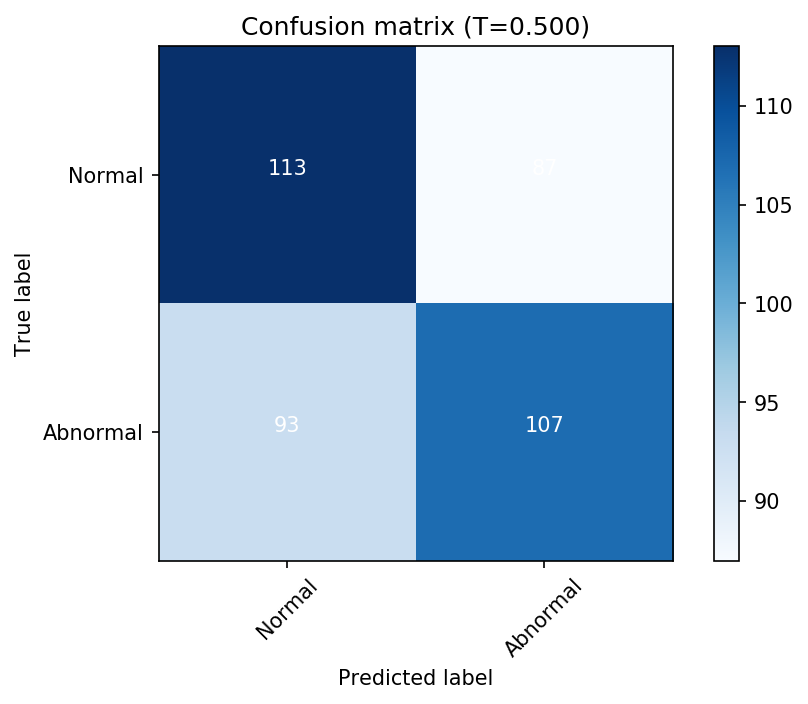 Confusion matrix (T=0.500)
True label
Normal
113
87
Abnormal
93
107
Normal
Abnormal
Predicted label
110
105
100
95
90